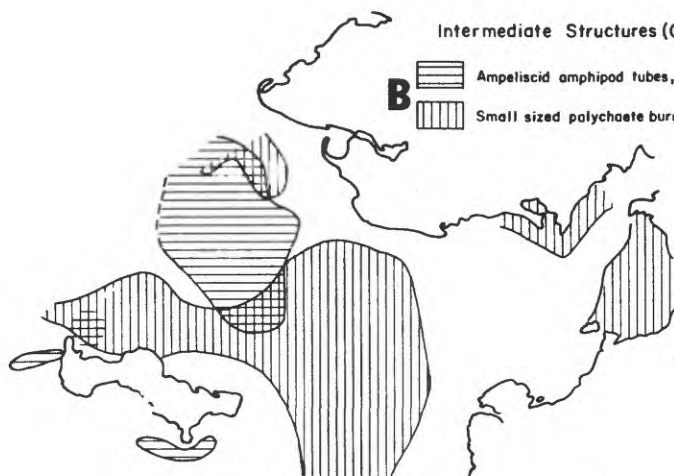 Intermediate Structures (
B
Ampeliscid amphipod tubes,
Small sized polychaete